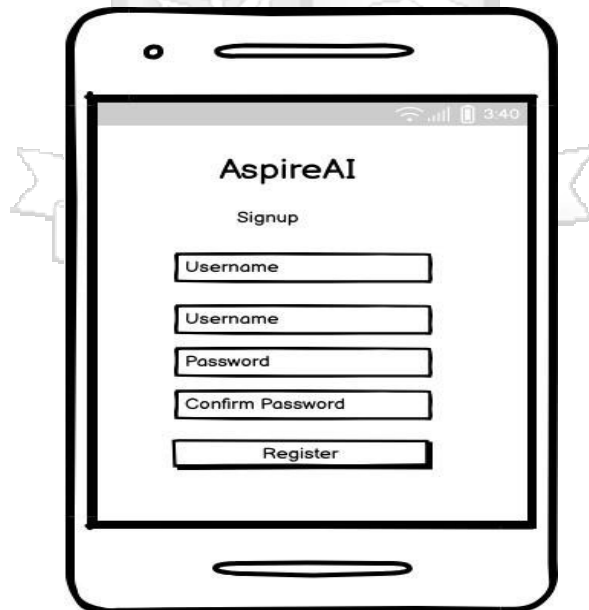 3:40
AspireAI
Signup
Username
Username
Password
Confirm Password
Register